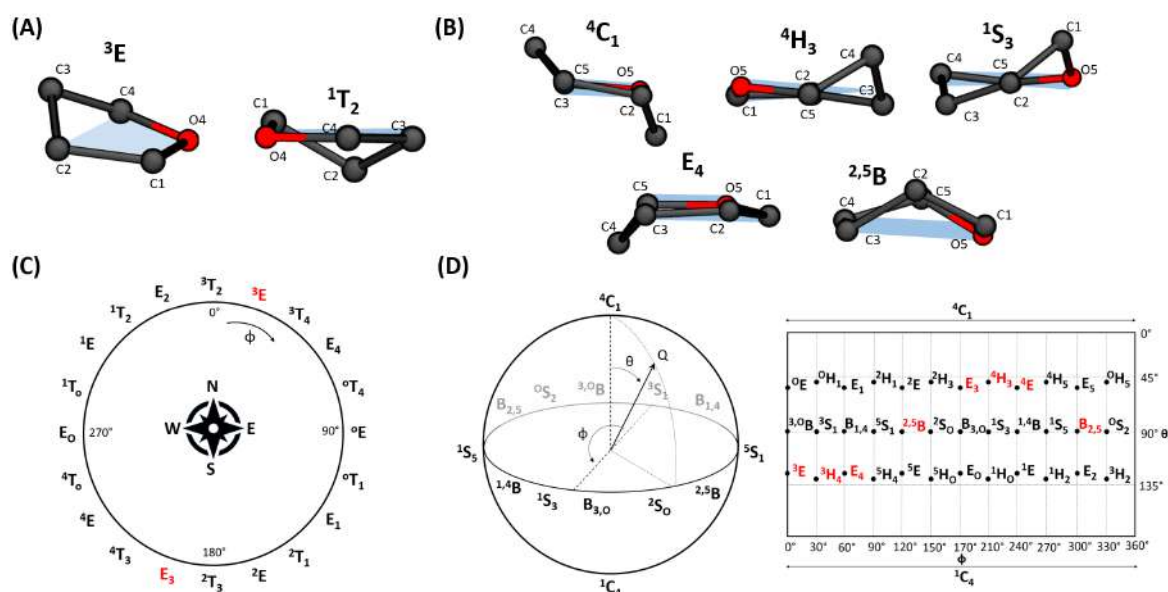 (A)
³E
C3
C4
O4
C2
C1
¹T₂
C1
O4
C4
C3
C2
(B)
⁴C₁
C4
C5
O5
C3
C2
C1
⁴H₃
O5
C2
C4
C3
C1
C5
¹S₃
C4
C5
C1
O5
C3
C2
E₄
C5
O5
C1
C4
C3
C2
²,⁵B
C2
C5
C4
C1
C3
O5
(C)
³T₂
0°
³E
ϕ
³T₄
E₄
ᵒT₄
90°
ᵒE
ᵒT₁
E₁
²T₁
²E
180°
²T₃
E₃
⁴T₃
⁴E
⁴Tₒ
Eₒ
270°
¹Tₒ
¹E
¹T₂
E₂
N
W E
S
(D)
⁴C₁
θ
Q
B₂,₅
ᴼS₂
³,ᴼB
³S₁
B₁,₄
ϕ
¹S₅
⁵S₁
¹,⁴B
¹S₃
B₃,ₒ
²Sₒ
²,⁵B
¹C₄
⁴C₁
0°
ᴼE ᴼH₁ E₁ ²H₁ ²E ²H₃ E₃ ⁴H₃ ⁴E ⁴H₅ E₅ ᴼH₅ 45°
³,ᴼB ³S₁ B₁,₄ ⁵S₁ ²,⁵B ²Sₒ B₃,ₒ ¹S₃ ¹,⁴B ¹S₅ B₂,₅ ᴼS₂ 90° θ
³E ³H₄ E₄ ⁵H₄ ⁵E ⁵Hₒ Eₒ ¹Hₒ ¹E ¹H₂ E₂ ³H₂ 135°
0° 30° 60° 90° 120° 150° 170° 210° 240° 270° 300° 330° 360°
ϕ
¹C₄